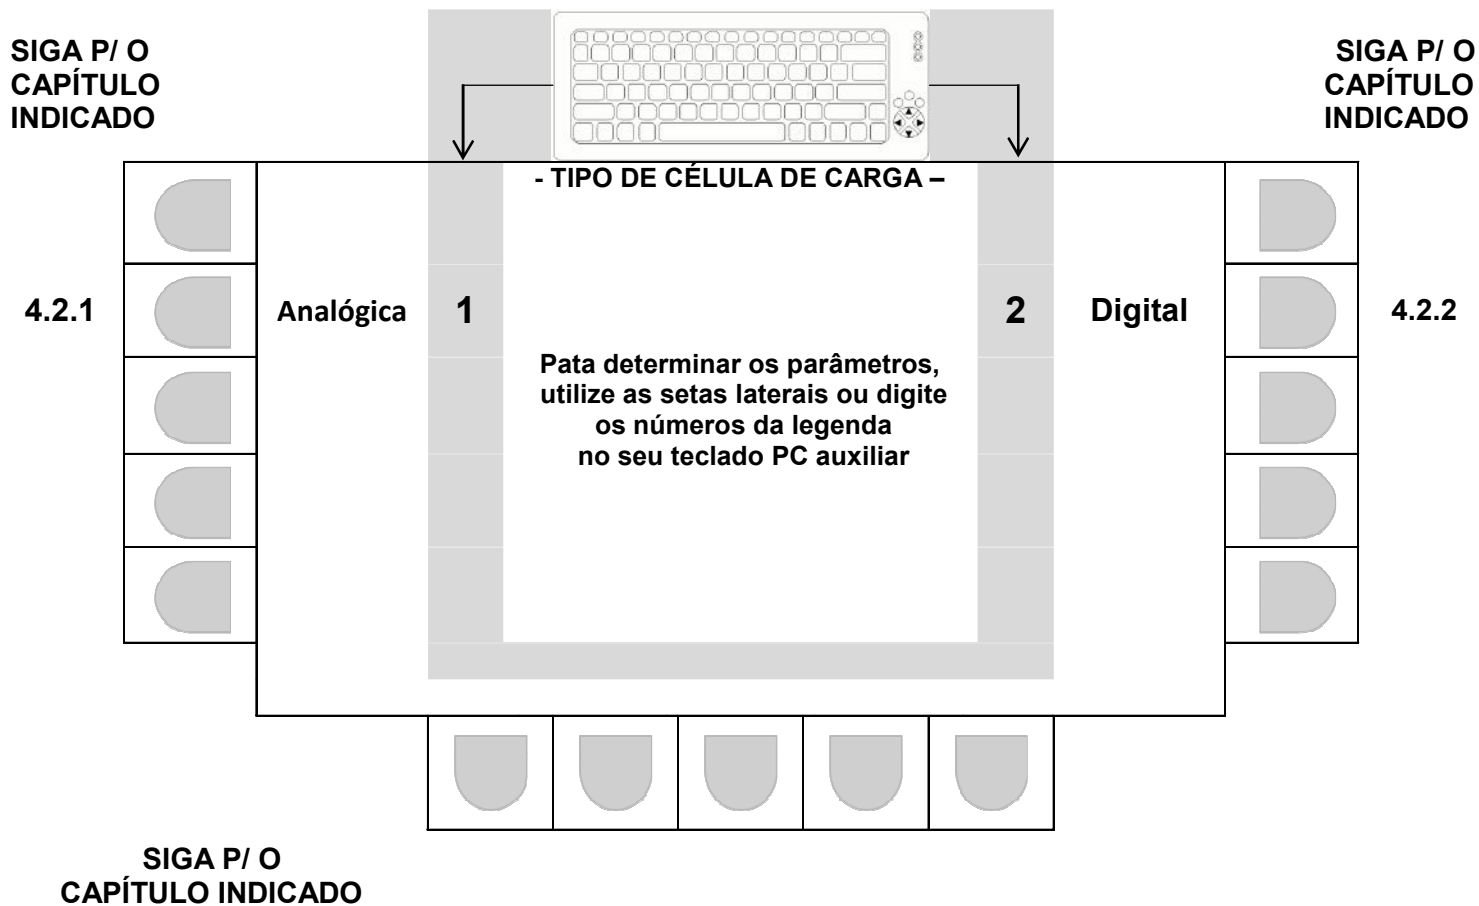 SIGA P/ O
CAPÍTULO
INDICADO
SIGA P/ O
CAPÍTULO
INDICADO
- TIPO DE CÉLULA DE CARGA –
4.2.1 Analógica 1 2 Digital 4.2.2
Pata determinar os parâmetros,
utilize as setas laterais ou digite
os números da legenda
no seu teclado PC auxiliar
SIGA P/ O
CAPÍTULO INDICADO